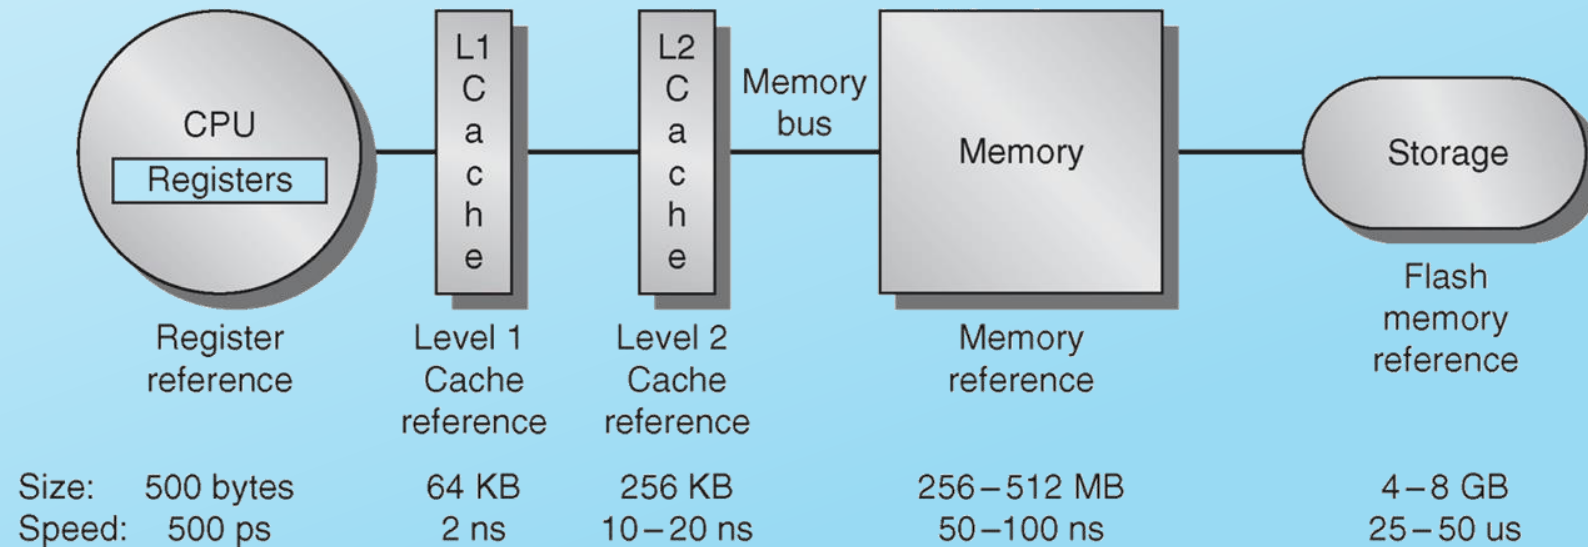 CPU
Registers
L1
C
a
c
h
e
L2
C
a
c
h
e
Memory
bus
Memory
Storage
Register
reference
Level 1
Cache
reference
Level 2
Cache
reference
Memory
reference
Flash
memory
reference
Size: 500 bytes 64 KB 256 KB 256–512 MB 4–8 GB
Speed: 500 ps 2 ns 10–20 ns 50–100 ns 25–50 us